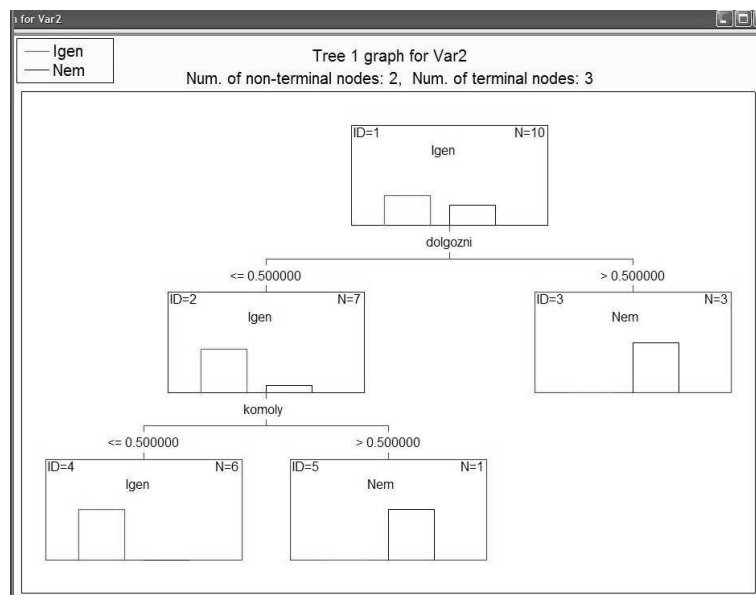 for Var2
Igen
Nem
Tree 1 graph for Var2
Num. of non-terminal nodes: 2, Num. of terminal nodes: 3
ID=1 N=10
Igen
dolgozni
<= 0.500000 > 0.500000
ID=2 N=7
Igen
ID=3 N=3
Nem
komoly
<= 0.500000 > 0.500000
ID=4 N=6
Igen
ID=5 N=1
Nem